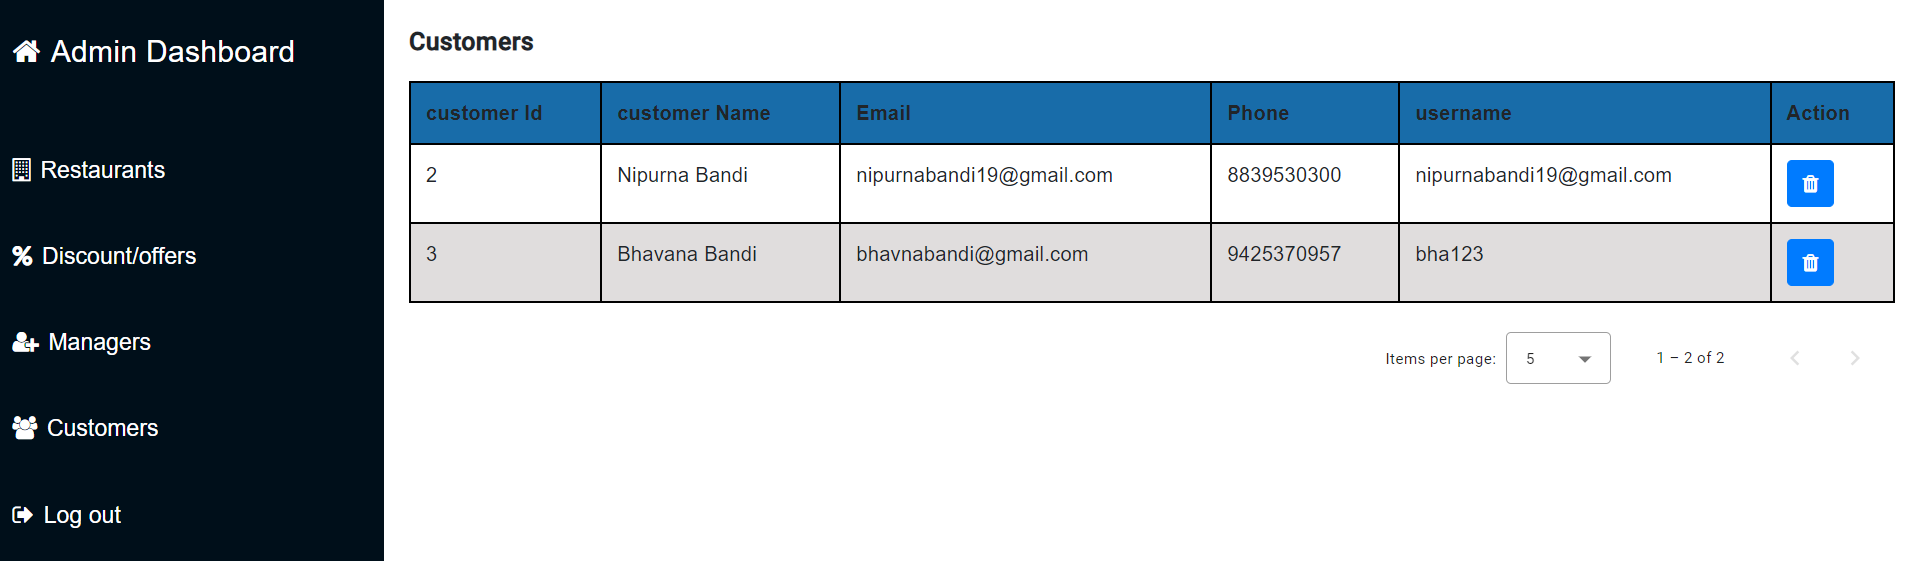 Admin Dashboard
Restaurants
Discount/offers
Managers
Customers
Log out
Customers
customer Id customer Name Email Phone username Action
2 Nipurna Bandi nipurnabandi19@gmail.com 8839530300 nipurnabandi19@gmail.com
3 Bhavana Bandi bhavnabandi@gmail.com 9425370957 bha123
Items per page: 5 1 – 2 of 2